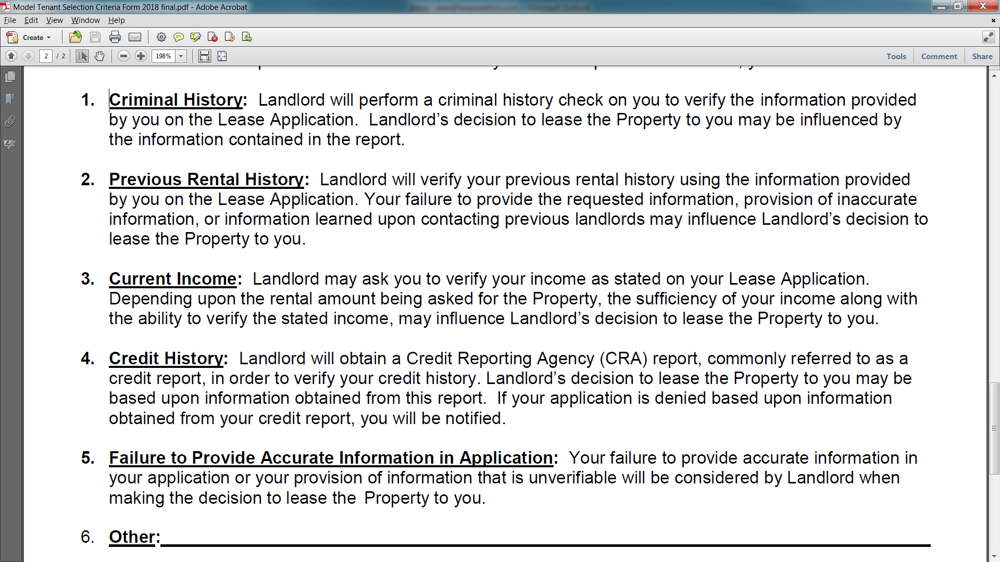 Model Tenant Selection Criteria Form 2018 final.pdf - Adobe Acrobat
File Edit View Window Help
Create
2 / 2 198% Tools Comment Share
1. Criminal History:  Landlord will perform a criminal history check on you to verify the information provided
by you on the Lease Application.  Landlord’s decision to lease the Property to you may be influenced by
the information contained in the report.
2. Previous Rental History:  Landlord will verify your previous rental history using the information provided
by you on the Lease Application. Your failure to provide the requested information, provision of inaccurate
information, or information learned upon contacting previous landlords may influence Landlord’s decision to
lease the Property to you.
3. Current Income:  Landlord may ask you to verify your income as stated on your Lease Application.
Depending upon the rental amount being asked for the Property, the sufficiency of your income along with
the ability to verify the stated income, may influence Landlord’s decision to lease the Property to you.
4. Credit History:  Landlord will obtain a Credit Reporting Agency (CRA) report, commonly referred to as a
credit report, in order to verify your credit history. Landlord’s decision to lease the Property to you may be
based upon information obtained from this report.  If your application is denied based upon information
obtained from your credit report, you will be notified.
5. Failure to Provide Accurate Information in Application:  Your failure to provide accurate information in
your application or your provision of information that is unverifiable will be considered by Landlord when
making the decision to lease the Property to you.
6. Other: